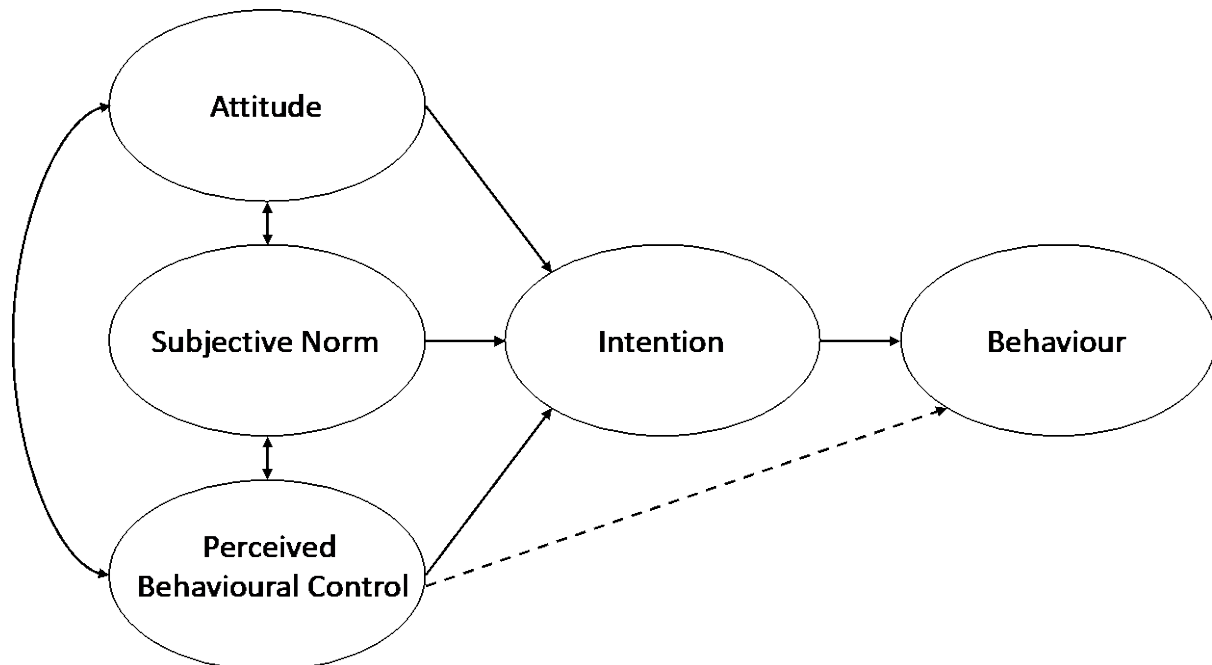 Attitude
Subjective Norm
Intention
Behaviour
Perceived
Behavioural Control